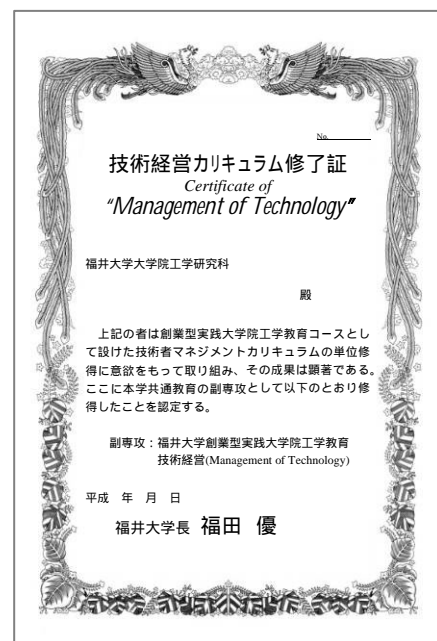 No.
技術経営カリキュラム修了証
Certificate of
"Management of Technology"
福井大学大学院工学研究科
殿
上記の者は創業型実践大学院工学教育コースとし
て設けた技術者マネジメントカリキュラムの単位修
得に意欲をもって取り組み、その成果は顕著である。
ここに本学共通教育の副専攻として以下のとおり修
得したことを認定する。
副専攻：福井大学創業型実践大学院工学教育
技術経営(Management of Technology)
平成　年　月　日
福井大学長 福田　優